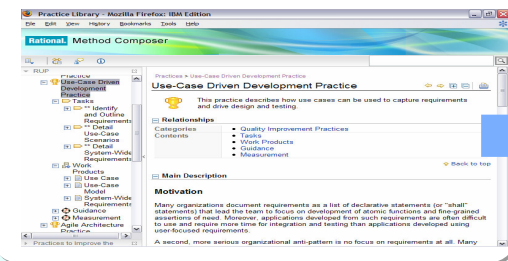 Practice Library - Mozilla Firefox: IBM Edition
File Edit View History Bookmarks Tools Help
Rational. Method Composer
RUP
Practice
Use-Case Driven
Development
Practice
Tasks
** Identify
and Outline
Requirements
** Detail
Use-Case
Scenarios
** Detail
System-Wide
Requirements
Work
Products
Use Case
Use-Case
Model
System-Wide
Requirements
Guidance
Measurement
Agile Architecture
Practice
Practices to Improve the
Practices » Use-Case Driven Development Practice
Use-Case Driven Development Practice
This practice describes how use cases can be used to capture requirements
and drive design and testing.
Relationships
Categories • Quality Improvement Practices
Contents • Tasks
• Work Products
• Guidance
• Measurement
Back to top
Main Description
Motivation
Many organizations document requirements as a list of declarative statements (or "shall"
statements) that lead the team to focus on development of atomic functions and fine-grained
assertions of need. Moreover, applications developed from such requirements are often difficult
to use and require more time for integration and testing than applications developed using
user-focused requirements.
A second, more serious organizational anti-pattern is no focus on requirements at all. Many